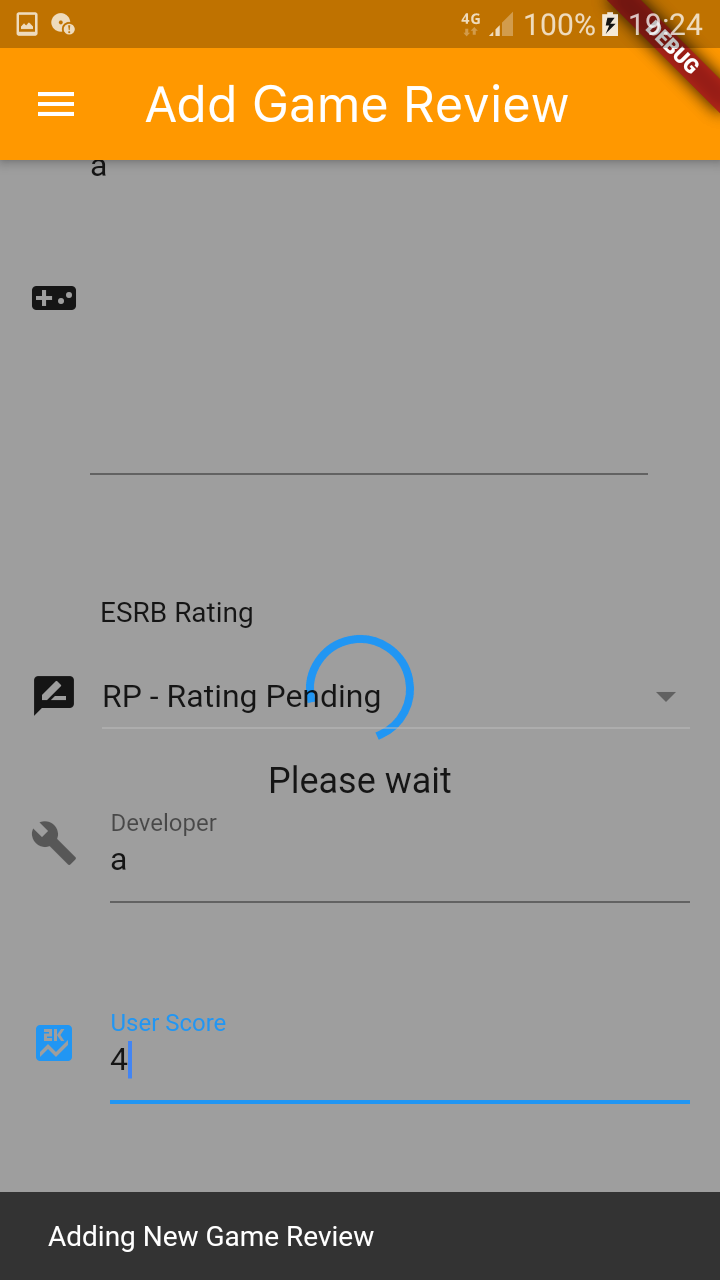 4G 100% 19:24
DEBUG
Add Game Review
a
ESRB Rating
RP - Rating Pending
Please wait
Developer
a
User Score
2K
4
Adding New Game Review